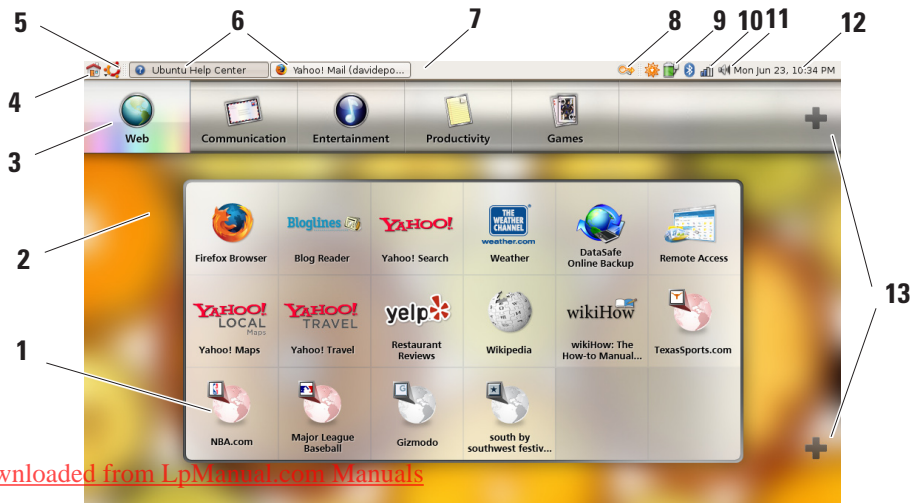 5 6 7 8 9 10 11 12
Ubuntu Help Center Yahoo! Mail (davidepo... Mon Jun 23, 10:34 PM
4
3
Web Communication Entertainment Productivity Games
2
Bloglines YAHOO! THE WEATHER CHANNEL weather.com
Firefox Browser Blog Reader Yahoo! Search Weather DataSafe Online Backup Remote Access
13
YAHOO! LOCAL Maps YAHOO! TRAVEL yelp wikiHow
Yahoo! Maps Yahoo! Travel Restaurant Reviews Wikipedia wikiHow: The How-to Manual... TexasSports.com
1
G
NBA.com Major League Baseball Gizmodo south by southwest festiv...
wnloaded from LpManual.com Manuals